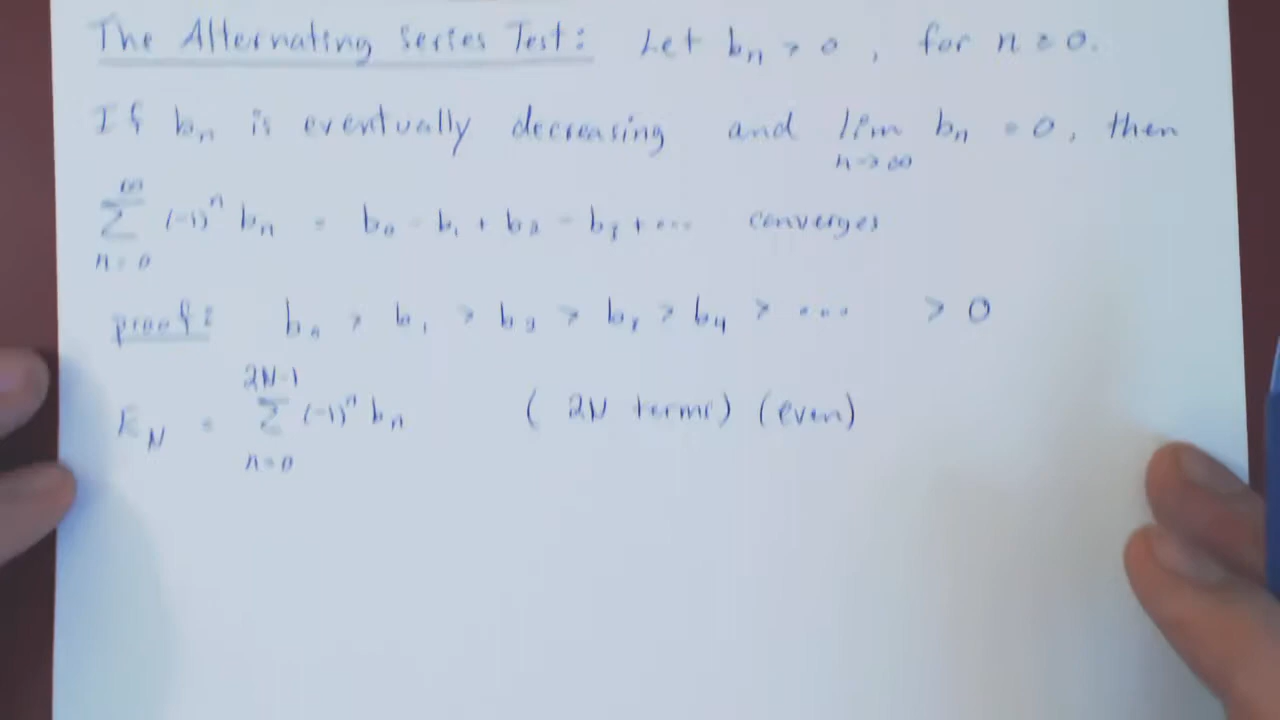 The Alternating Series Test: Let bₙ > 0, for n ≥ 0.
If bₙ is eventually decreasing and lim n→∞ bₙ = 0, then
∑ n=0 ∞ (-1)ⁿ bₙ = b₀ - b₁ + b₂ - b₃ + ... converges
proof: b₀ > b₁ > b₂ > b₃ > b₄ > ... > 0
E_N = ∑ n=0 2N-1 (-1)ⁿ bₙ (2N terms) (even)